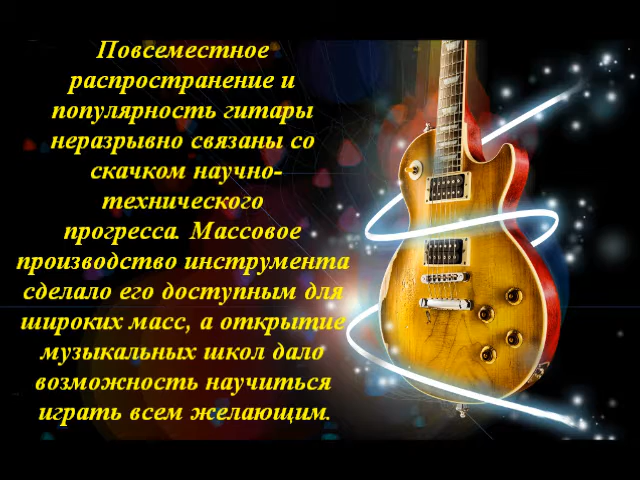 Повсеместное
распространение и
популярность гитары
неразрывно связаны со
скачком научно-
технического
прогресса. Массовое
производство инструмента
сделало его доступным для
широких масс, а открытие
музыкальных школ дало
возможность научиться
играть всем желающим.